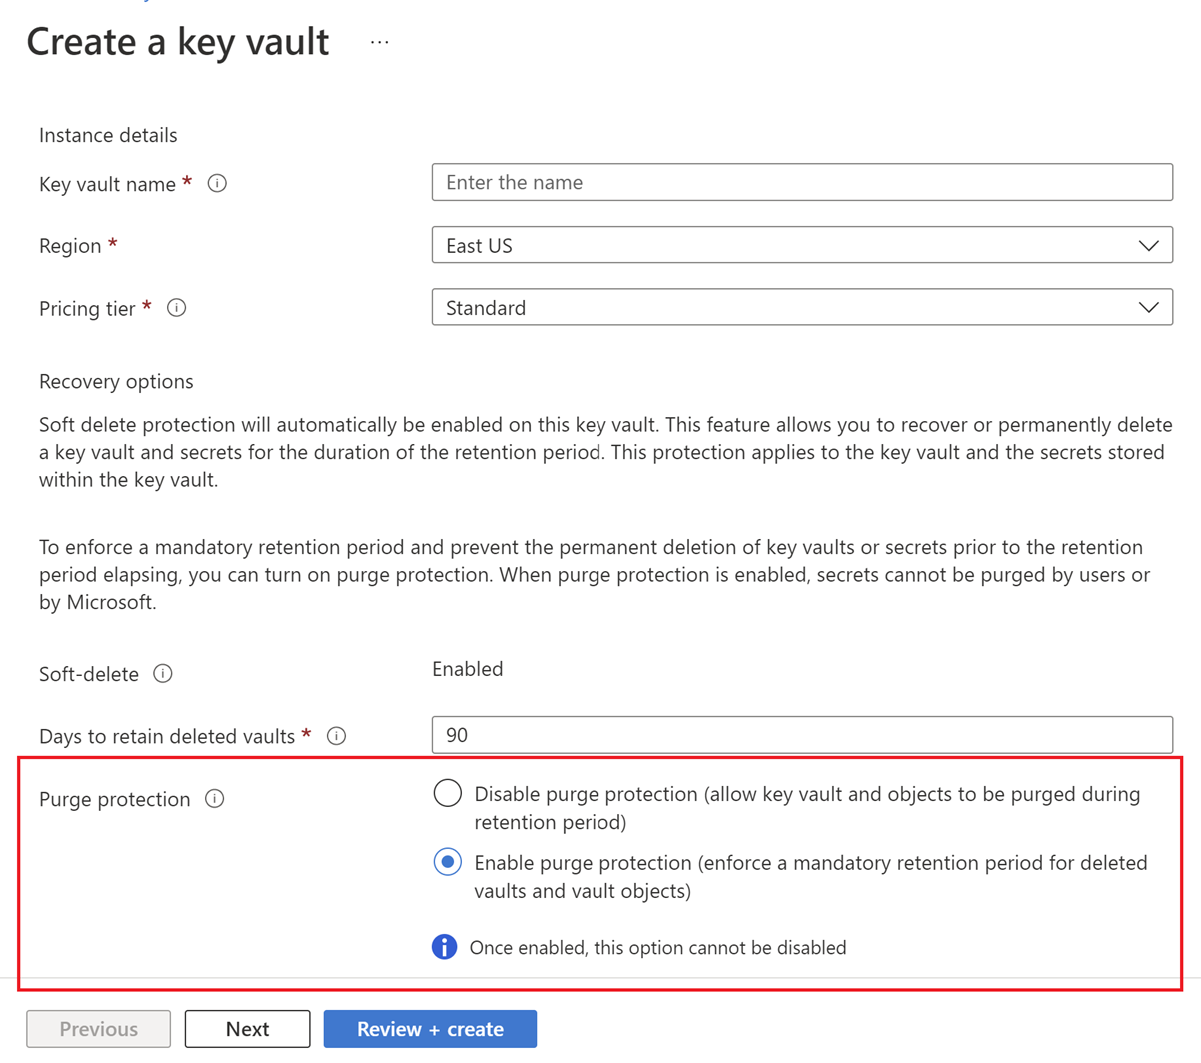 Create a key vault ...
Instance details
Key vault name *
Enter the name
Region *
East US
Pricing tier *
Standard
Recovery options
Soft delete protection will automatically be enabled on this key vault. This feature allows you to recover or permanently delete
a key vault and secrets for the duration of the retention period. This protection applies to the key vault and the secrets stored
within the key vault.
To enforce a mandatory retention period and prevent the permanent deletion of key vaults or secrets prior to the retention
period elapsing, you can turn on purge protection. When purge protection is enabled, secrets cannot be purged by users or
by Microsoft.
Soft-delete
Enabled
Days to retain deleted vaults *
90
Purge protection
Disable purge protection (allow key vault and objects to be purged during
retention period)
Enable purge protection (enforce a mandatory retention period for deleted
vaults and vault objects)
Once enabled, this option cannot be disabled
Previous
Next
Review + create